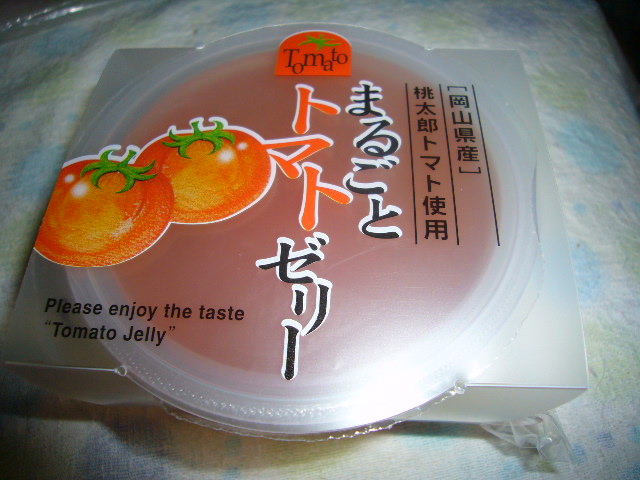 Tomato
[岡山県産]
桃太郎トマト使用
まるごと
トマト
ゼリー
Please enjoy the taste
"Tomato Jelly"